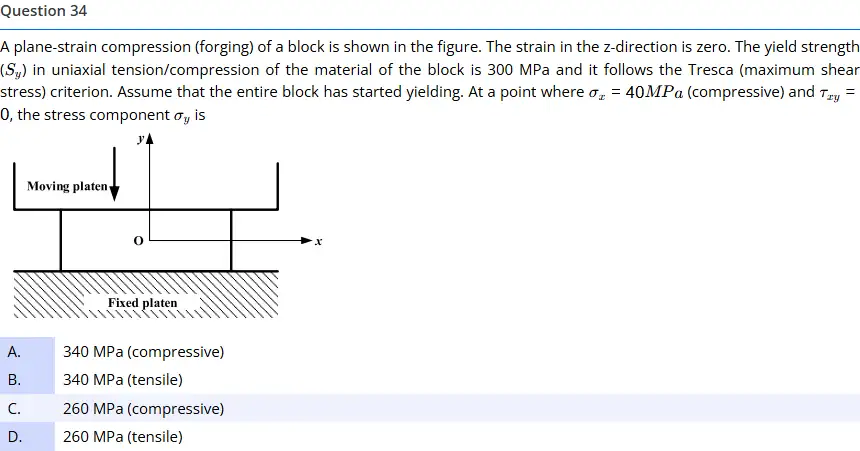 Question 34
A plane-strain compression (forging) of a block is shown in the figure. The strain in the z-direction is zero. The yield strength
(S_y) in uniaxial tension/compression of the material of the block is 300 MPa and it follows the Tresca (maximum shear
stress) criterion. Assume that the entire block has started yielding. At a point where σ_x = 40MPa (compressive) and τ_xy =
0, the stress component σ_y is
y
Moving platen
O
x
Fixed platen
A. 340 MPa (compressive)
B. 340 MPa (tensile)
C. 260 MPa (compressive)
D. 260 MPa (tensile)